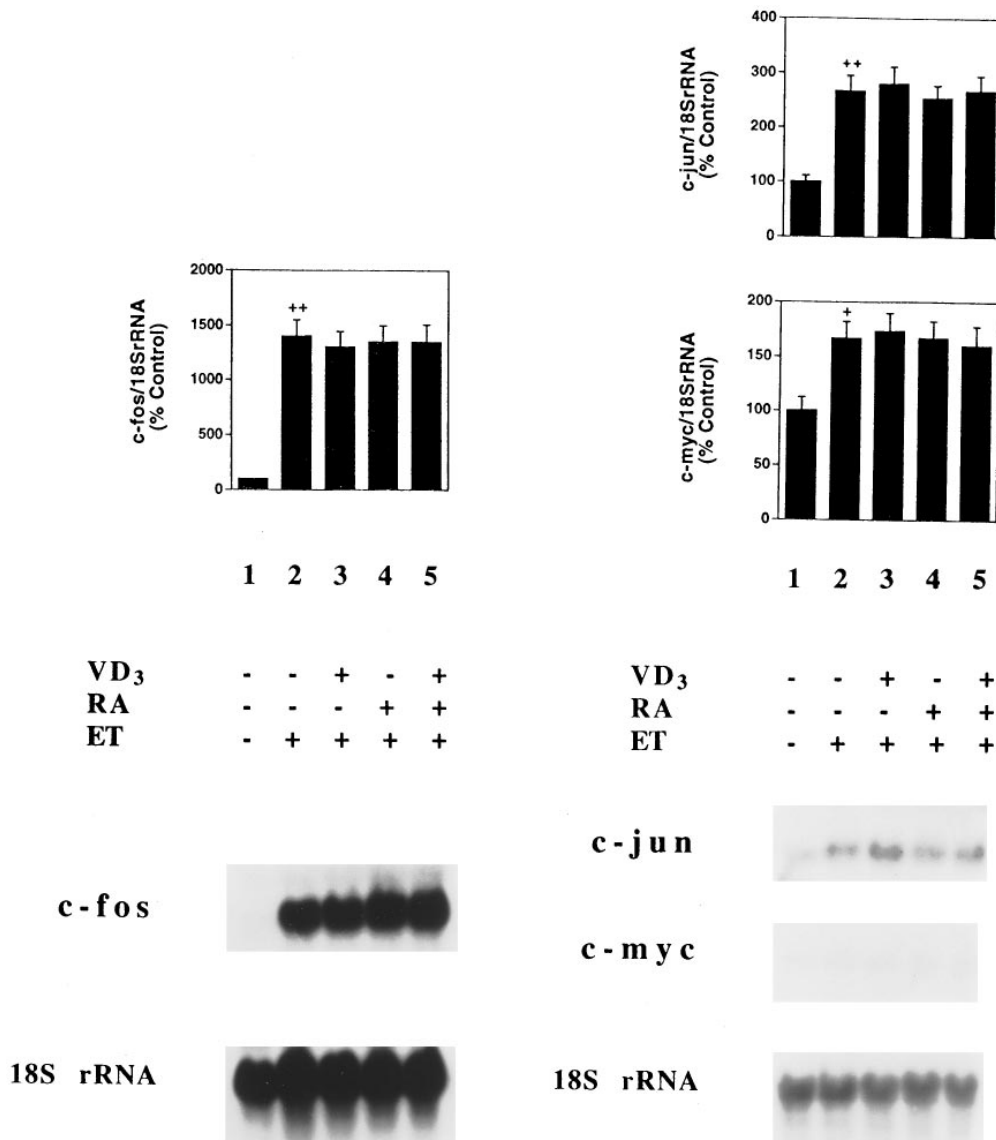 c-jun/18SrRNA
(% Control)
400
300
200
100
0
++
c-fos/18SrRNA
(% Control)
2000
1500
1000
500
0
++
c-myc/18SrRNA
(% Control)
200
150
100
50
0
+
1 2 3 4 5
VD3 - - + - +
RA - - - + +
ET - + + + +
c-fos
18S rRNA
1 2 3 4 5
VD3 - - + - +
RA - - - + +
ET - + + + +
c-jun
c-myc
18S rRNA